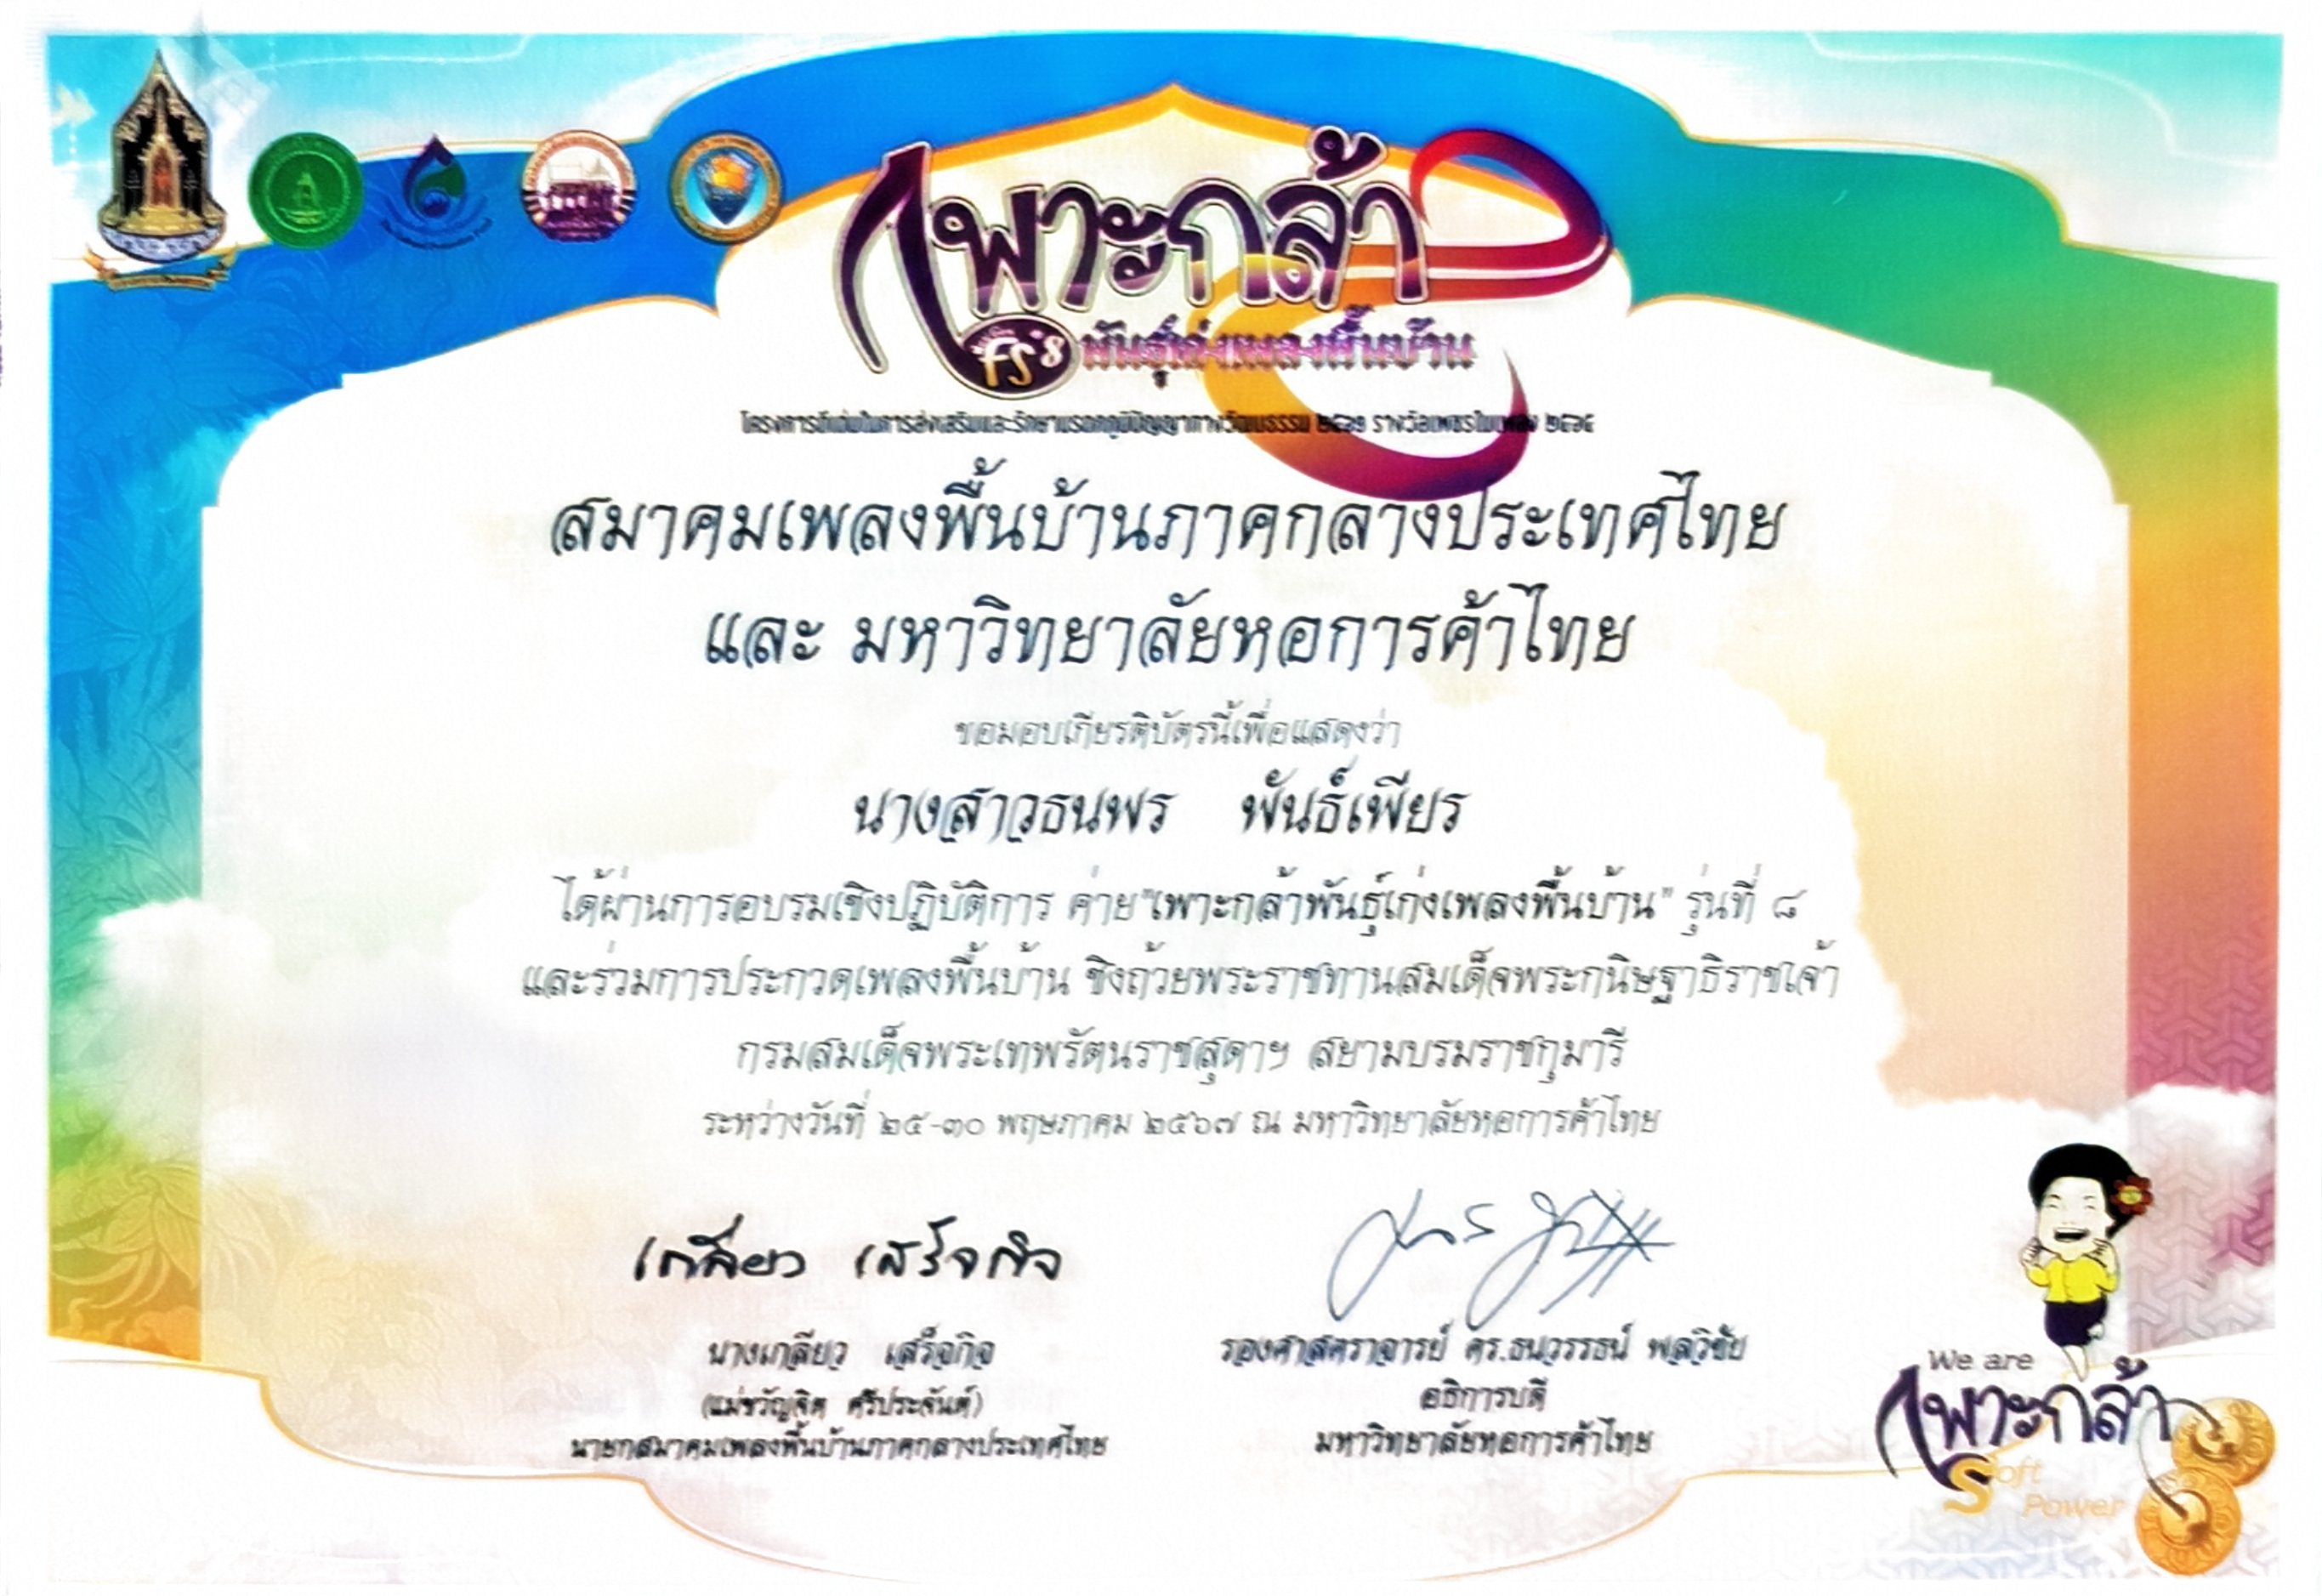 เพาะกล้า
พันธุ์เก่งเพลงพื้นบ้าน
โครงการดีเด่นในการส่งเสริมและรักษามรดกภูมิปัญญาทางวัฒนธรรม รางวัลเพชรในเพลง
สมาคมเพลงพื้นบ้านภาคกลางประเทศไทย
และ มหาวิทยาลัยหอการค้าไทย
ขอมอบเกียรติบัตรนี้เพื่อแสดงว่า
นางสาวธนพร พันธ์เพียร
ได้ผ่านการอบรมเชิงปฏิบัติการ ค่าย"เพาะกล้าพันธุ์เก่งเพลงพื้นบ้าน" รุ่นที่ ๘
และร่วมการประกวดเพลงพื้นบ้าน ชิงถ้วยพระราชทานสมเด็จพระกนิษฐาธิราชเจ้า
กรมสมเด็จพระเทพรัตนราชสุดาฯ สยามบรมราชกุมารี
ระหว่างวันที่ ๒๕-๓๐ พฤษภาคม ๒๕๖๗ ณ มหาวิทยาลัยหอการค้าไทย
เกลียว เสร็จกิจ
นางเกลียว เสร็จกิจ
(แม่ขวัญจิต ศรีประจันต์)
นายกสมาคมเพลงพื้นบ้านภาคกลางประเทศไทย
รองศาสตราจารย์ ดร.ธนวรรธน์ พลวิชัย
อธิการบดี
มหาวิทยาลัยหอการค้าไทย
We are
เพาะกล้า
Soft
Power